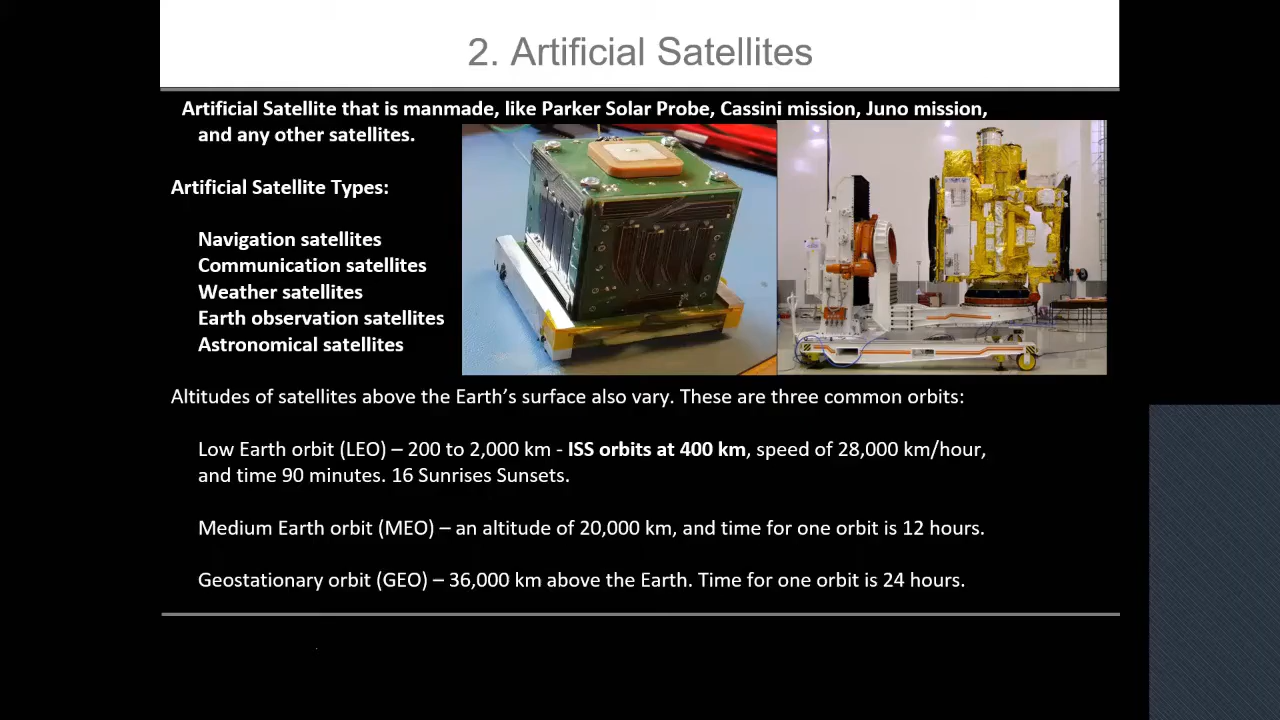 2. Artificial Satellites
Artificial Satellite that is manmade, like Parker Solar Probe, Cassini mission, Juno mission,
and any other satellites.
Artificial Satellite Types:
Navigation satellites
Communication satellites
Weather satellites
Earth observation satellites
Astronomical satellites
Altitudes of satellites above the Earth’s surface also vary. These are three common orbits:
Low Earth orbit (LEO) – 200 to 2,000 km - ISS orbits at 400 km, speed of 28,000 km/hour,
and time 90 minutes. 16 Sunrises Sunsets.
Medium Earth orbit (MEO) – an altitude of 20,000 km, and time for one orbit is 12 hours.
Geostationary orbit (GEO) – 36,000 km above the Earth. Time for one orbit is 24 hours.